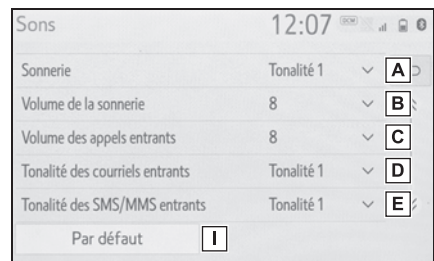 Sons 12:07 DCM
Sonnerie Tonalité 1 A
Volume de la sonnerie 8 B
Volume des appels entrants 8 C
Tonalité des courriels entrants Tonalité 1 D
Tonalité des SMS/MMS entrants Tonalité 1 E
Par défaut I